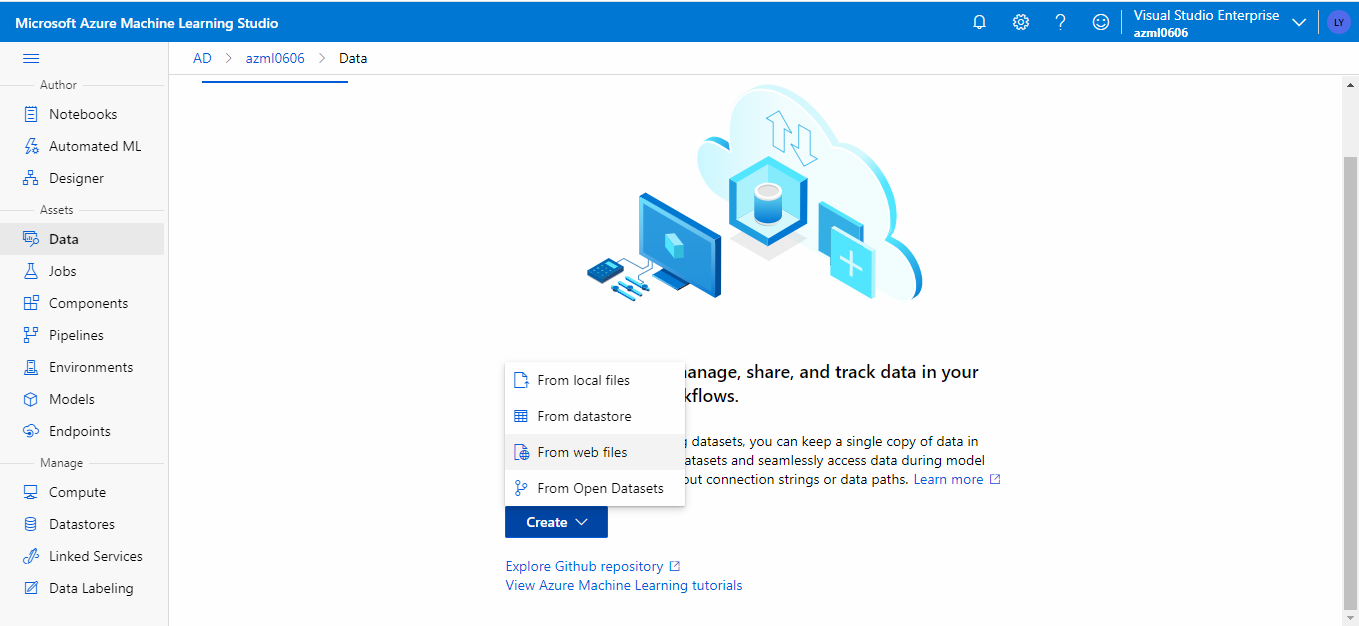 Microsoft Azure Machine Learning Studio
Visual Studio Enterprise
azml0606
LY
AD > azml0606 > Data
Author
Notebooks
Automated ML
Designer
Assets
Data
Jobs
Components
Pipelines
Environments
Models
Endpoints
Manage
Compute
Datastores
Linked Services
Data Labeling
From local files
From datastore
From web files
From Open Datasets
Create
share, and track data in your
datasets, you can keep a single copy of data in
and seamlessly access data during model
connection strings or data paths. Learn more
Explore Github repository
View Azure Machine Learning tutorials